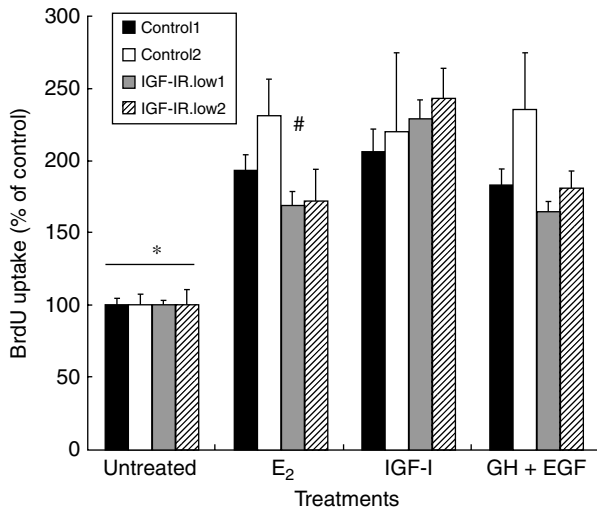 300
250
200
150
100
50
0
BrdU uptake (% of control)
Control1
Control2
IGF-IR.low1
IGF-IR.low2
*
#
Untreated E₂ IGF-I GH + EGF
Treatments